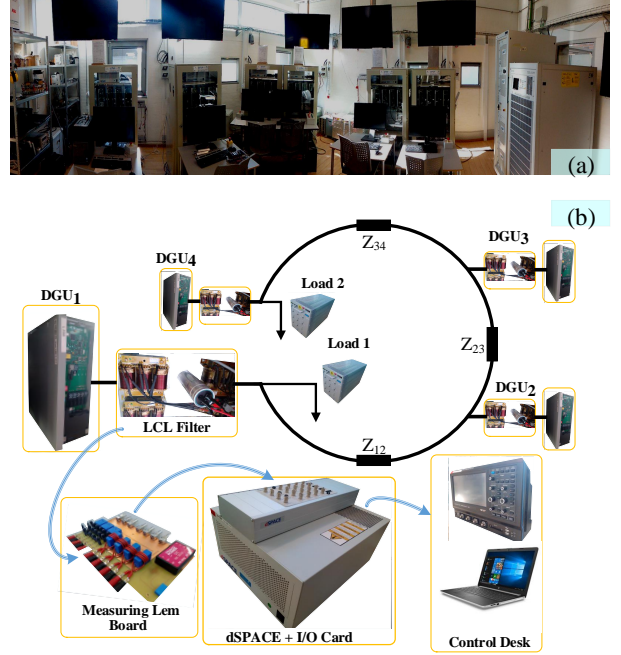 (a)
(b)
Z34
DGU3
DGU4
Load 2
DGU1
Load 1
Z23
DGU2
LCL Filter
Z12
dSPACE
Measuring Lem
Board
dSPACE + I/O Card
Control Desk